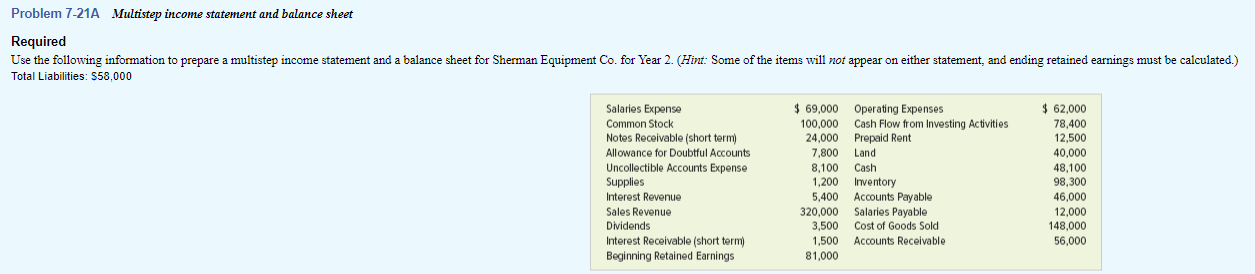 Problem 7-21A Multistep income statement and balance sheet
Required
Use the following information to prepare a multistep income statement and a balance sheet for Sherman Equipment Co. for Year 2. (Hint: Some of the items will not appear on either statement, and ending retained earnings must be calculated.)
Total Liabilities: $58,000
Salaries Expense $ 69,000 Operating Expenses $ 62,000
Common Stock 100,000 Cash Flow from Investing Activities 78,400
Notes Receivable (short term) 24,000 Prepaid Rent 12,500
Allowance for Doubtful Accounts 7,800 Land 40,000
Uncollectible Accounts Expense 8,100 Cash 48,100
Supplies 1,200 Inventory 98,300
Interest Revenue 5,400 Accounts Payable 46,000
Sales Revenue 320,000 Salaries Payable 12,000
Dividends 3,500 Cost of Goods Sold 148,000
Interest Receivable (short term) 1,500 Accounts Receivable 56,000
Beginning Retained Earnings 81,000